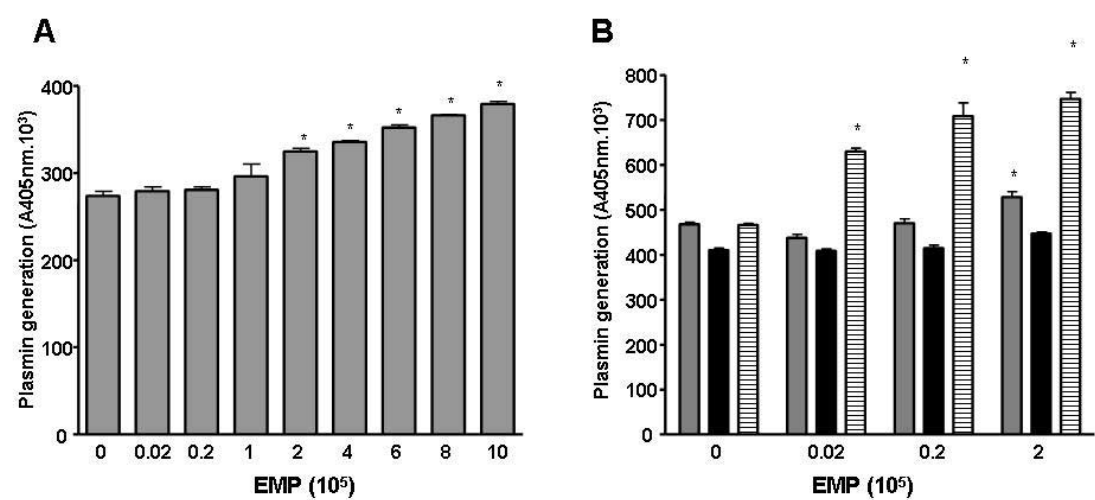 A
Plasmin generation (A405nm.10³)
400
300
200
100
0
* * * * *
0 0.02 0.2 1 2 4 6 8 10
EMP (10⁵)
B
Plasmin generation (A405nm.10³)
800
700
600
500
400
300
200
100
0
* * * *
0 0.02 0.2 2
EMP (10⁵)